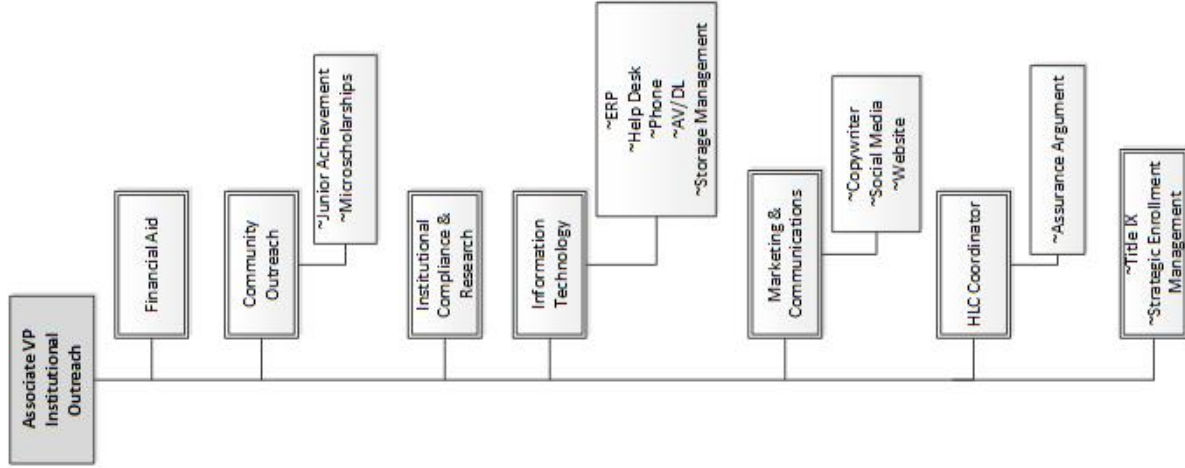 Associate VP
Institutional
Outreach
Financial Aid
Community
Outreach
~Junior Achievement
~Microscholarships
Institutional
Compliance &
Research
Information
Technology
~ERP
~Help Desk
~Phone
~AV/DL
~Storage Management
Marketing &
Communications
~Copywriter
~Social Media
~Website
HLC Coordinator
~Assurance Argument
~Title IX
~Strategic Enrollment
Management